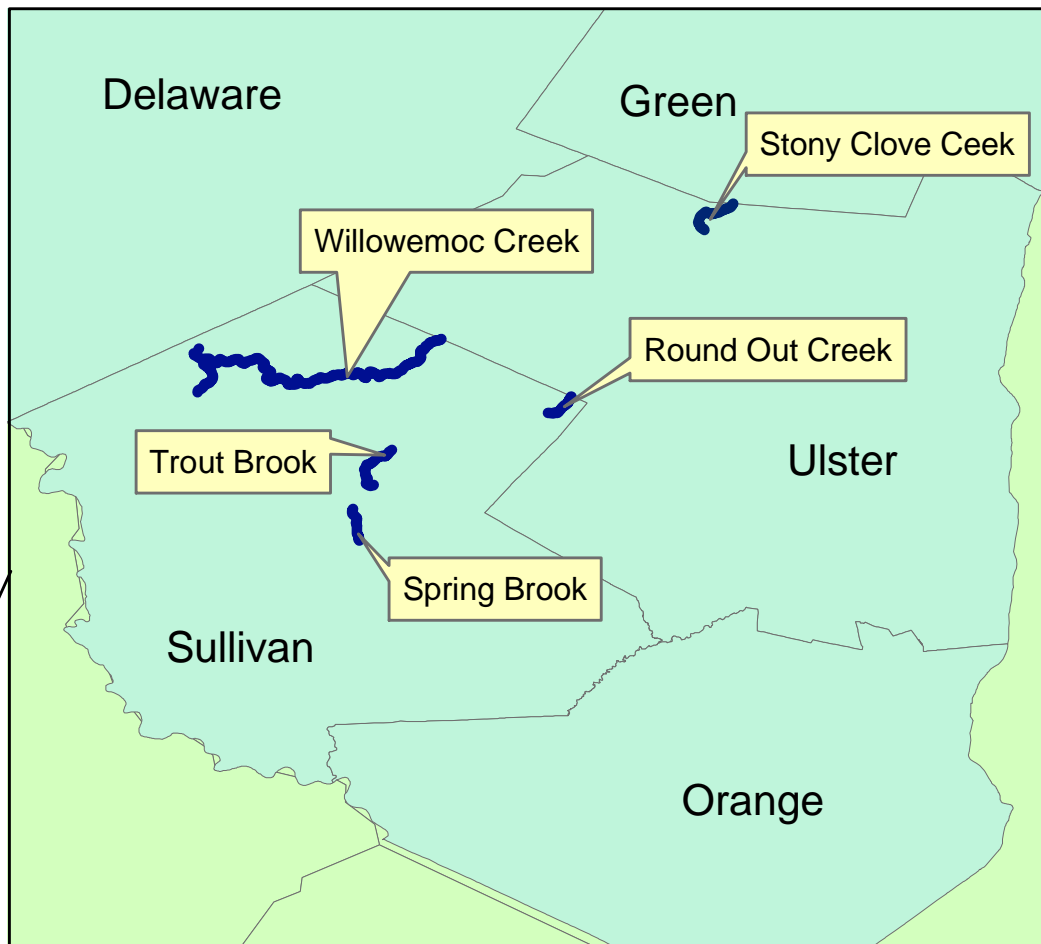 Delaware
Green
Stony Clove Ceek
Willowemoc Creek
Round Out Creek
Trout Brook
Ulster
Spring Brook
Sullivan
Orange